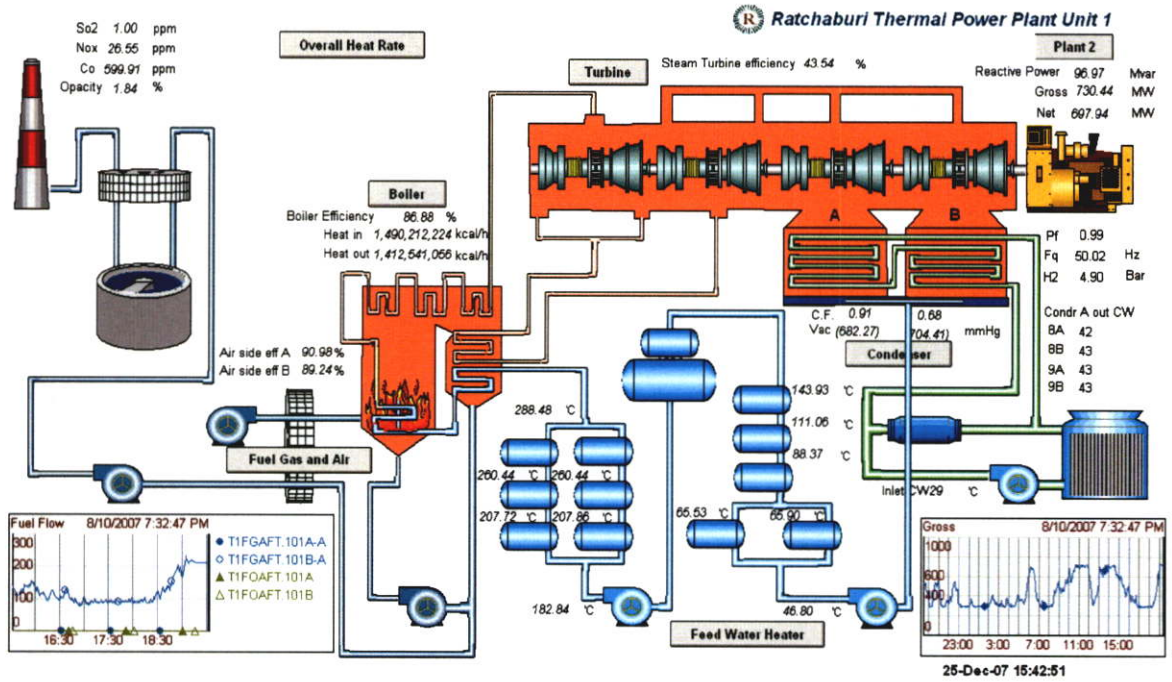 R Ratchaburi Thermal Power Plant Unit 1
So2 1.00 ppm
Nox 26.55 ppm
Co 599.91 ppm
Opacity 1.84 %
Overall Heat Rate
Turbine
Steam Turbine efficiency 43.54 %
Plant 2
Reactive Power 96.97 Mvar
Gross 730.44 MW
Net 697.94 MW
Boiler
Boiler Efficiency 86.88 %
Heat in 1,490,212,224 kcal/h
Heat out 1,412,541,056 kcal/h
A B
Pf 0.99
Fq 50.02 Hz
H2 4.90 Bar
C.F. 0.91 0.68
Vac (682.27) 704.41) mmHg
Condenser
Condr A out CW
8A 42
8B 43
9A 43
9B 43
Air side eff A 90.98 %
Air side eff B 89.24 %
Fuel Gas and Air
288.48 °C
260.44 °C 260.44 °C
207.72 °C 207.86 °C
182.84 °C
143.93 °C
111.06 °C
88.37 °C
65.53 °C 65.90 °C
46.80 °C
Inlet CW29 °C
Feed Water Heater
Fuel Flow 8/10/2007 7:32:47 PM
300
200
100
0
16:30 17:30 18:30
T1FGAFT.101A-A
T1FGAFT.101B-A
T1FOAFT.101A
T1FOAFT.101B
Gross 8/10/2007 7:32:47 PM
1000
600
400
0
23:00 3:00 7:00 11:00 15:00
25-Dec-07 15:42:51